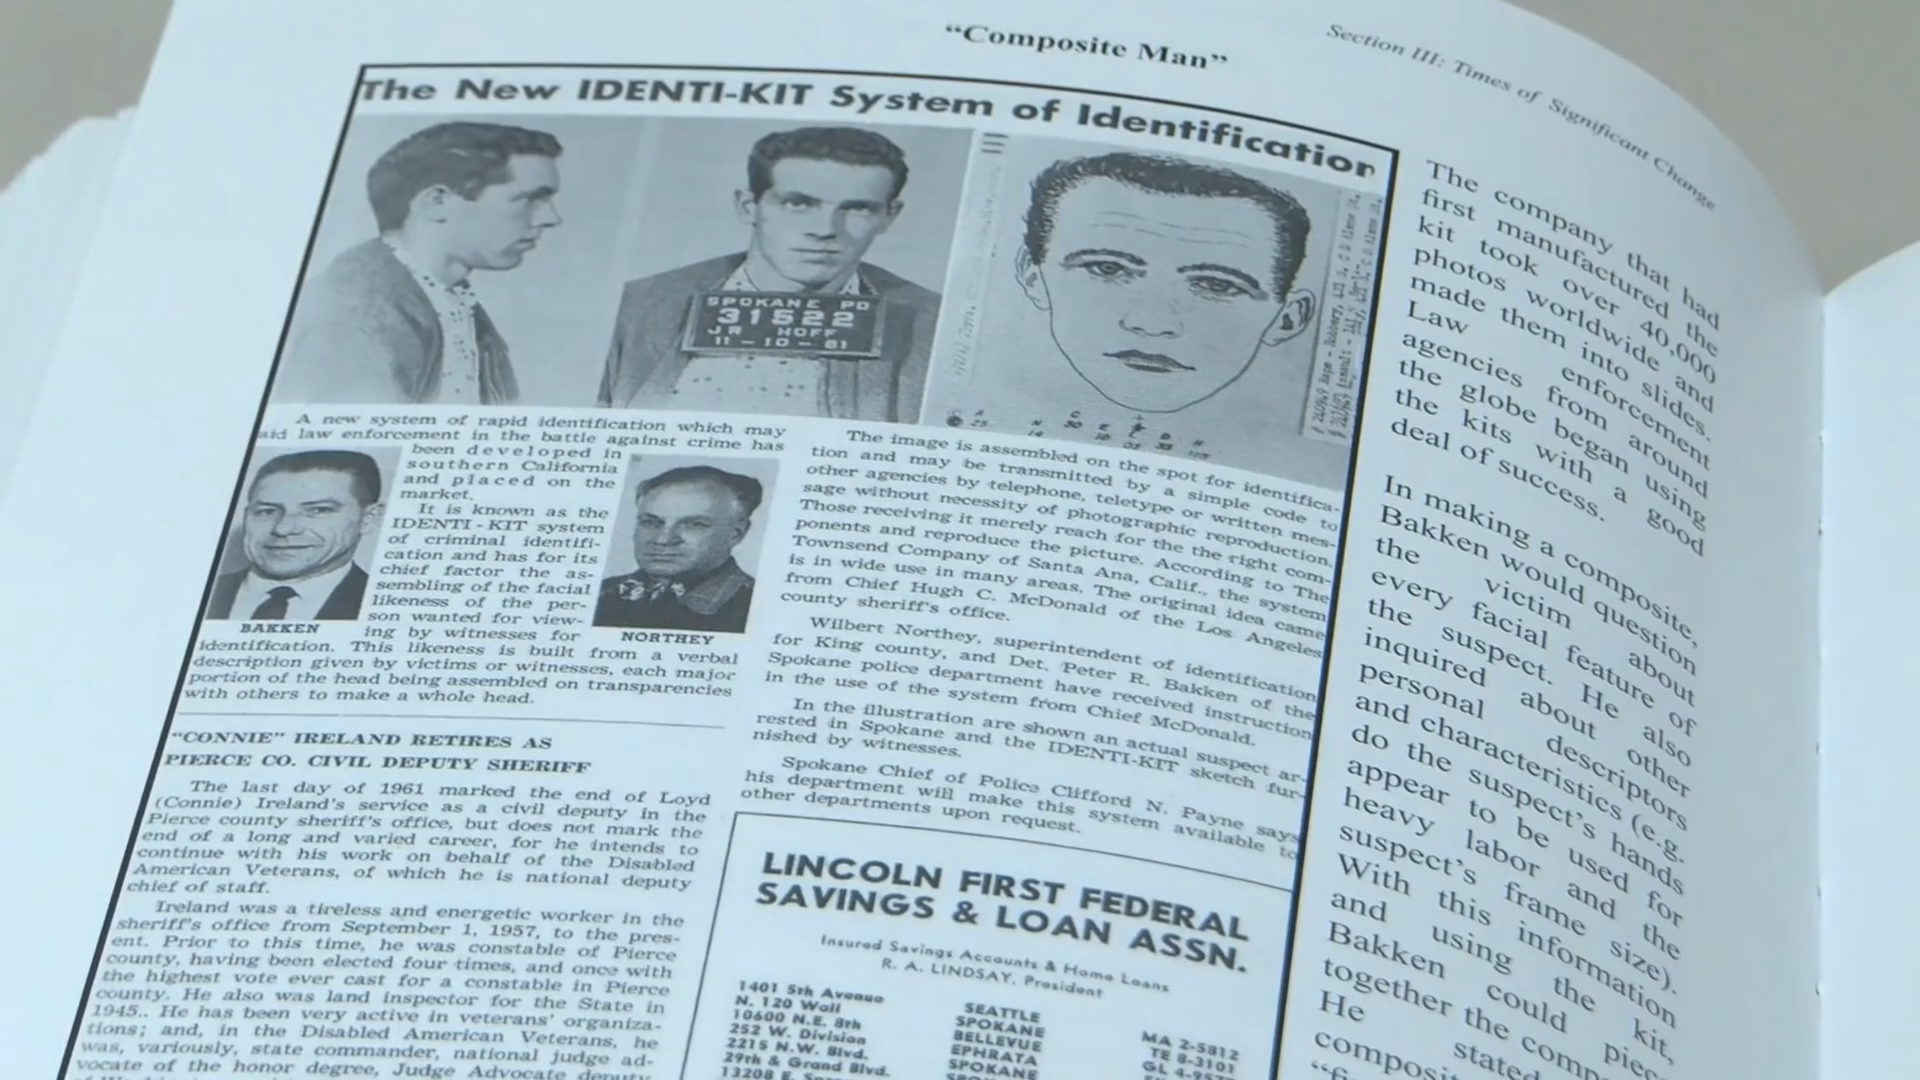 "Composite Man"
Section III: Times of Significant Change
The New IDENTI-KIT System of Identification
SPOKANE PD
31522
JR HOFF
11-10-61
A new system of rapid identification which may
aid law enforcement in the battle against crime has
been developed in
southern California
and placed on the
market.
It is known as the
IDENTI-KIT system
of criminal identifi-
cation and has for its
chief factor the as-
sembling of the facial
likeness of the per-
son wanted for view-
ing by witnesses for
BAKKEN
NORTHEY
identification. This likeness is built from a verbal
description given by victims or witnesses, each major
portion of the head being assembled on transparencies
with others to make a whole head.
"CONNIE" IRELAND RETIRES AS
PIERCE CO. CIVIL DEPUTY SHERIFF
The last day of 1961 marked the end of Loyd
(Connie) Ireland's service as a civil deputy in the
Pierce county sheriff's office, but does not mark the
end of a long and varied career, for he intends to
continue with his work on behalf of the Disabled
American Veterans, of which he is national deputy
chief of staff.
Ireland was a tireless and energetic worker in the
sheriff's office from September 1, 1957, to the pres-
ent. Prior to this time, he was constable of Pierce
county, having been elected four times, and once with
the highest vote ever cast for a constable in Pierce
county. He also was land inspector for the State in
1945.. He has been very active in veterans' organiza-
tions; and, in the Disabled American Veterans, he
was, variously, state commander, national judge ad-
vocate of the honor degree, Judge Advocate deputy
The image is assembled on the spot for identifica-
tion and may be transmitted by a simple code to
other agencies by telephone, teletype or written mes-
sage without necessity of photographic reproduction.
Those receiving it merely reach for the the right com-
ponents and reproduce the picture. According to The
Townsend Company of Santa Ana, Calif., the system
is in wide use in many areas. The original idea came
from Chief Hugh C. McDonald of the Los Angeles
county sheriff's office.
Wilbert Northey, superintendent of identification
for King county, and Det. Peter R. Bakken of the
Spokane police department have received instruction
in the use of the system from Chief McDonald.
In the illustration are shown an actual suspect ar-
rested in Spokane and the IDENTI-KIT sketch fur-
nished by witnesses.
Spokane Chief of Police Clifford N. Payne says
his department will make this system available to
other departments upon request.
LINCOLN FIRST FEDERAL
SAVINGS & LOAN ASSN.
Insured Savings Accounts & Home Loans
R. A. LINDSAY, President
1401 5th Avenue SEATTLE MA 2-5812
N. 120 Wall SPOKANE TE 8-3101
10600 N.E. 8th BELLEVUE
252 W. Division EPHRATA
2215 N.W. Blvd. SPOKANE
29th & Grand Blvd.
The company that had
first manufactured the
kit took over 40,000
photos worldwide and
made them into slides.
Law enforcement
agencies from around
the globe began using
the kits with a good
deal of success.
In making a composite,
Bakken would question
the victim about
every facial feature of
the suspect. He also
inquired about other
personal descriptors
and characteristics (e.g.
do the suspect's hands
appear to be used for
heavy labor and the
suspect's frame size).
With this information
and using the kit,
Bakken could piece
together the
He stated